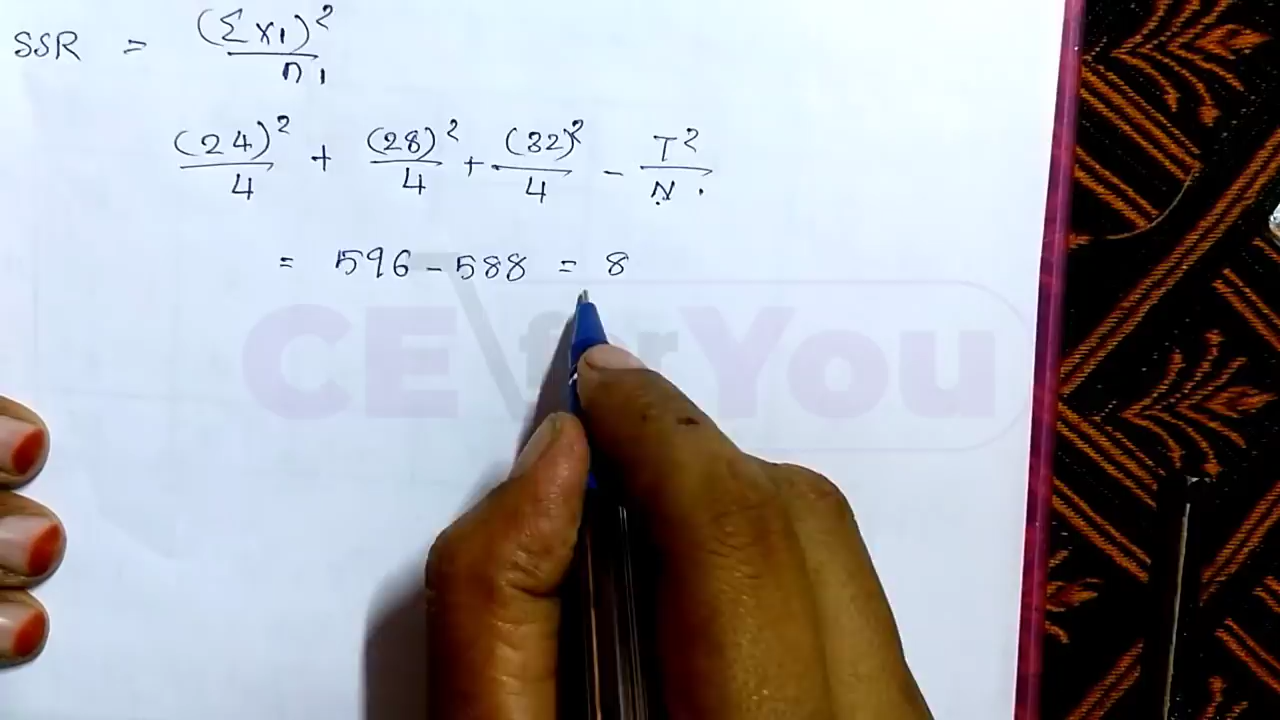 SSR = (Σx₁)² / n₁
(24)² / 4 + (28)² / 4 + (32)² / 4 - T² / N.
= 596 - 588 = 8
CE for You